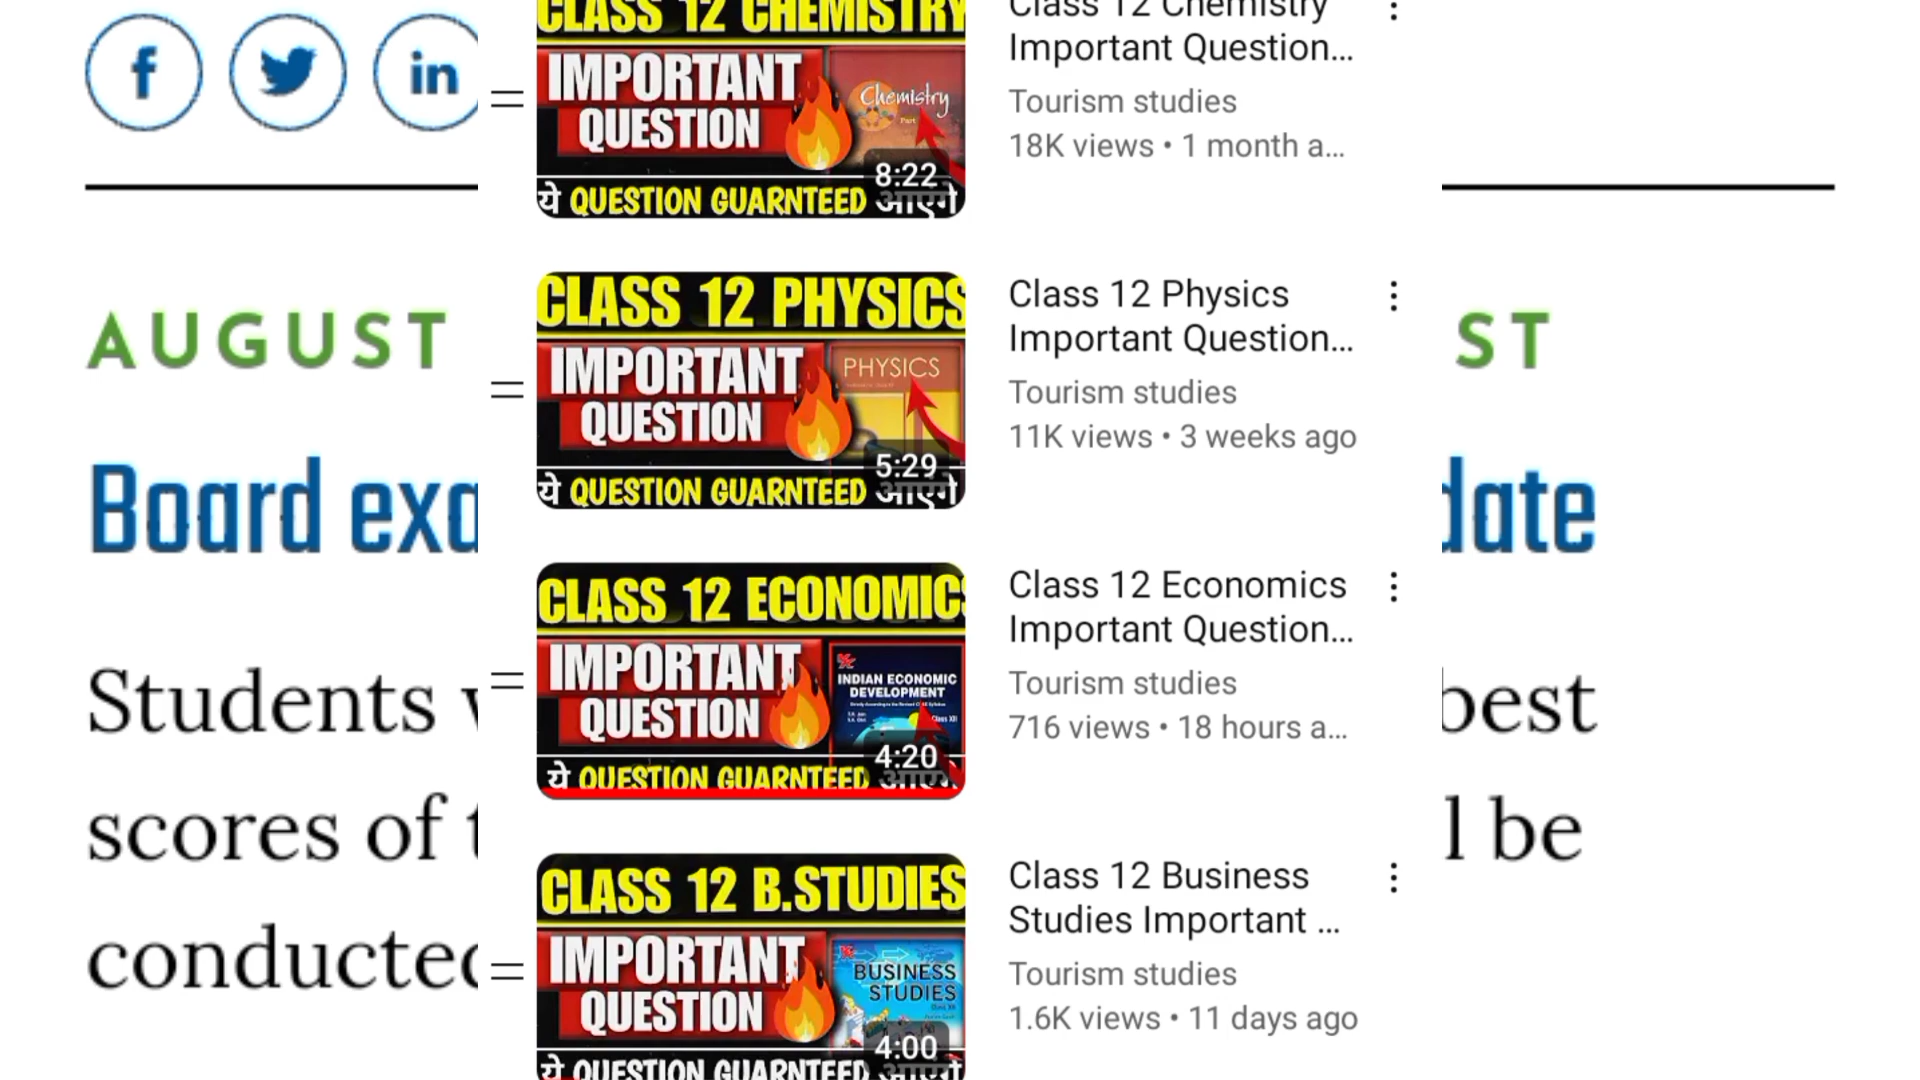 f
in
AUGUST
Board exa
Students
scores of
conducted
CLASS 12 CHEMISTRY
IMPORTANT
QUESTION
Chemistry
Part
8:22
ये QUESTION GUARNTEED आएंगे
Class 12 Chemistry
Important Question...
Tourism studies
18K views • 1 month a...
CLASS 12 PHYSICS
IMPORTANT
QUESTION
PHYSICS
5:29
ये QUESTION GUARNTEED आएंगे
Class 12 Physics
Important Question...
Tourism studies
11K views • 3 weeks ago
CLASS 12 ECONOMICS
IMPORTANT
QUESTION
INDIAN ECONOMIC
DEVELOPMENT
Class XII
4:20
ये QUESTION GUARNTEED
Class 12 Economics
Important Question...
Tourism studies
716 views • 18 hours a...
CLASS 12 B.STUDIES
IMPORTANT
QUESTION
BUSINESS
STUDIES
4:00
ये QUESTION GUARNTEED
Class 12 Business
Studies Important ...
Tourism studies
1.6K views • 11 days ago
ST
date
best
l be